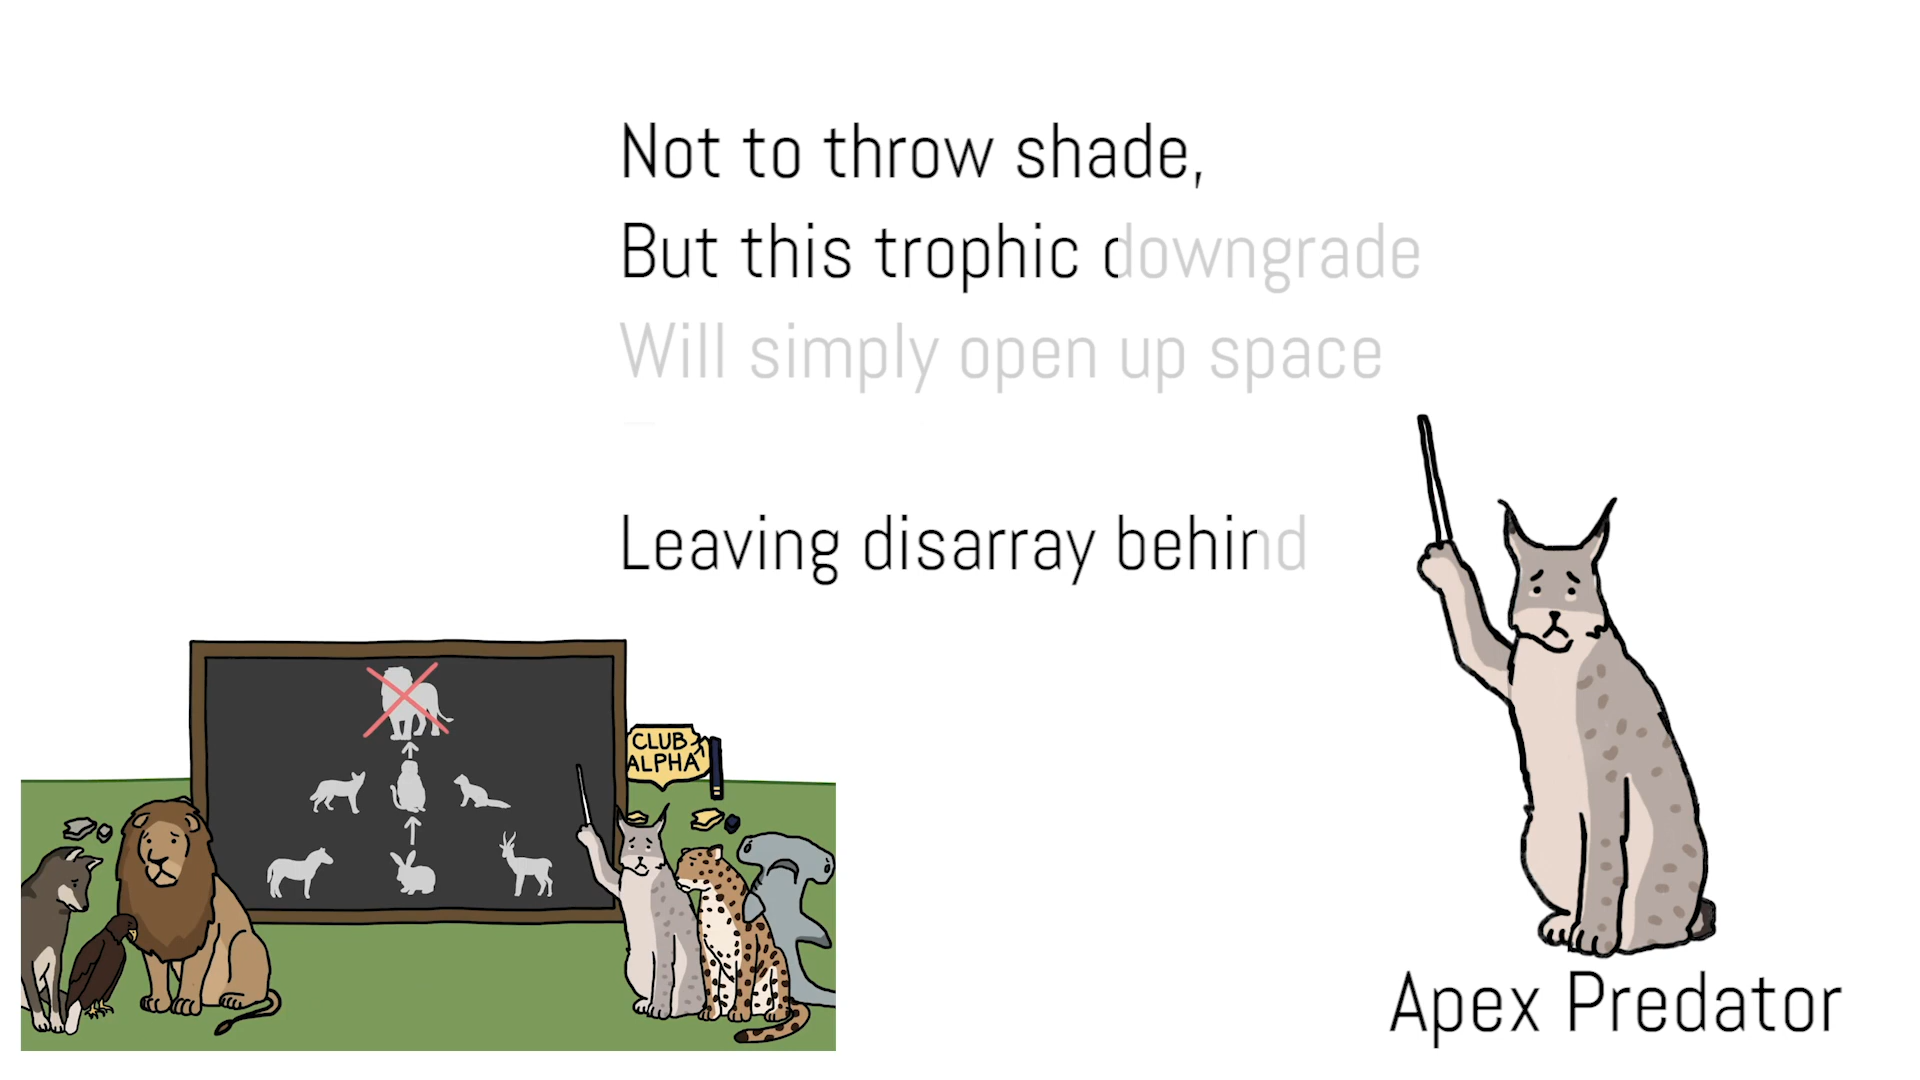 Not to throw shade,
But this trophic downgrade
Will simply open up space
Leaving disarray behind
CLUB
ALPHA
Apex Predator